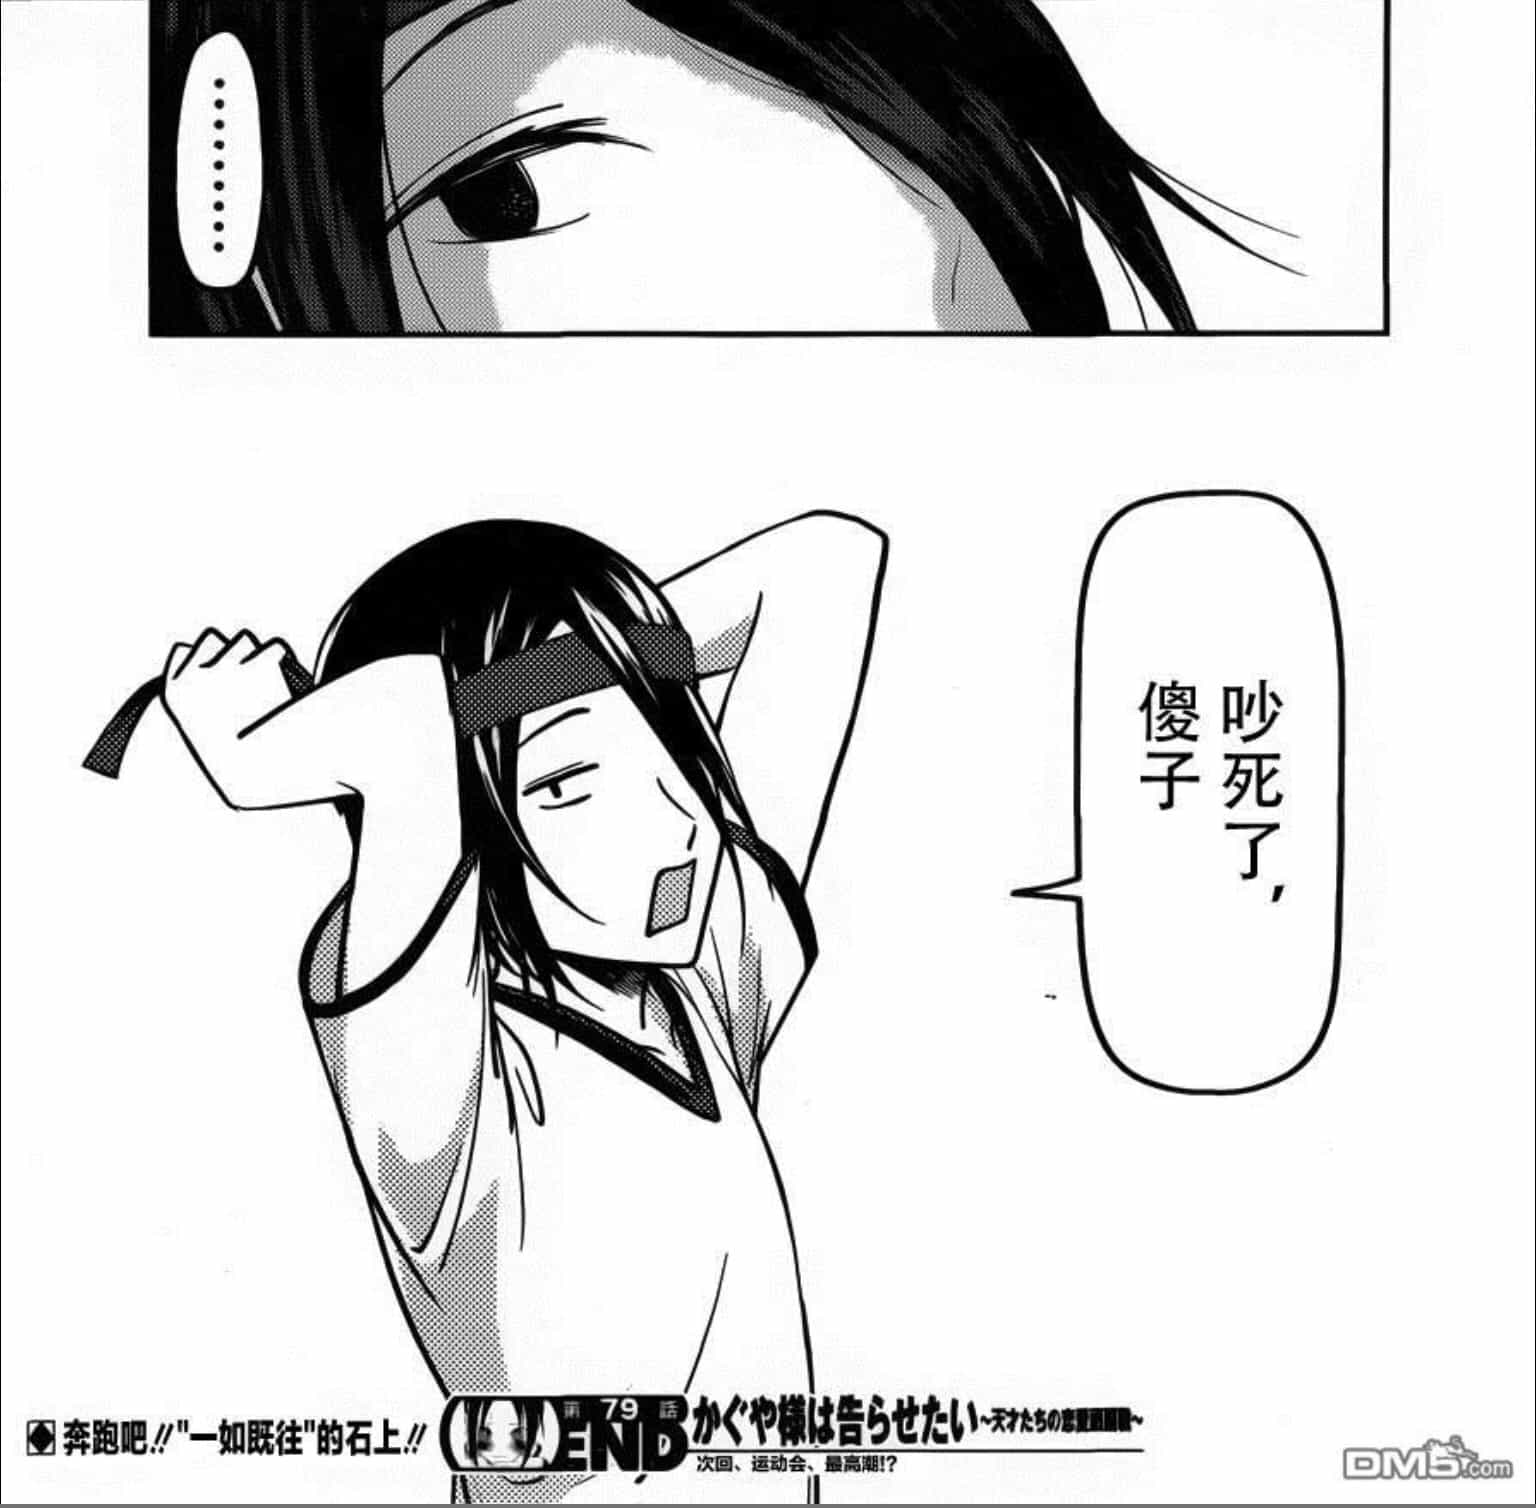 ………
吵死了,
傻子
奔跑吧!!"一如既往"的石上!!
第79話
END
かぐや様は告らせたい
~天才たちの恋愛頭脳戦~
次回、运动会、最高潮!?
DM5.com